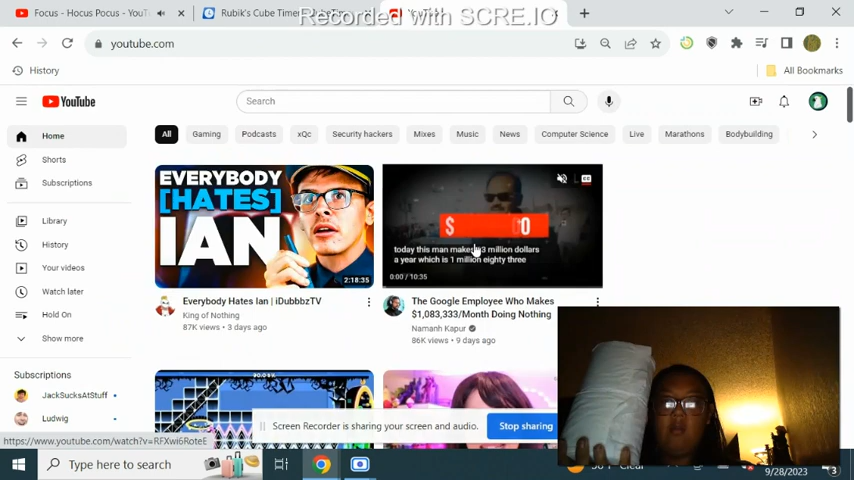 Focus - Hocus Pocus - YouT
Rubik's Cube Timer
Recorded with SCRE.IO
youtube.com
History
All Bookmarks
YouTube
Search
Home
Shorts
Subscriptions
Library
History
Your videos
Watch later
Hold On
Show more
Subscriptions
JackSucksAtStuff
Ludwig
All
Gaming
Podcasts
xQc
Security hackers
Mixes
Music
News
Computer Science
Live
Marathons
Bodybuilding
EVERYBODY
[HATES]
IAN
2:18:35
today this man makes 93 million dollars
a year which is 1 million eighty three
0:00 / 10:35
Everybody Hates Ian | iDubbbzTV
King of Nothing
87K views • 3 days ago
The Google Employee Who Makes
$1,083,333/Month Doing Nothing
Namanh Kapur
86K views • 9 days ago
Screen Recorder is sharing your screen and audio.
Stop sharing
https://www.youtube.com/watch?v=RFXwi6RoteE
Type here to search
Clear
9/28/2023
3